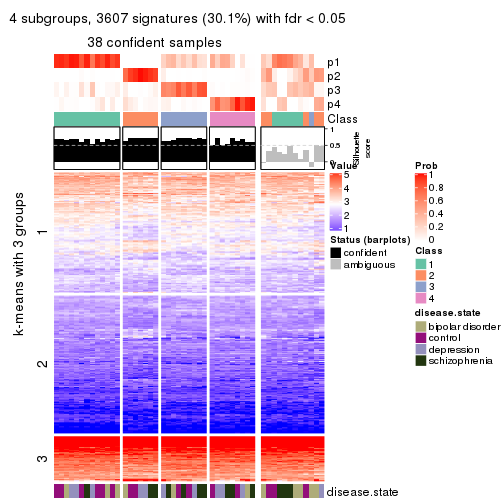 4 subgroups, 3607 signatures (30.1%) with fdr < 0.05
38 confident samples
p1
p2
p3
p4
Class
1
0.5
0
Silhouette
score
k-means with 3 groups
1
2
3
disease.state
Value
5
4
3
2
1
Status (barplots)
confident
ambiguous
Prob
1
0.8
0.6
0.4
0.2
0
Class
1
2
3
4
disease.state
bipolar disorder
control
depression
schizophrenia